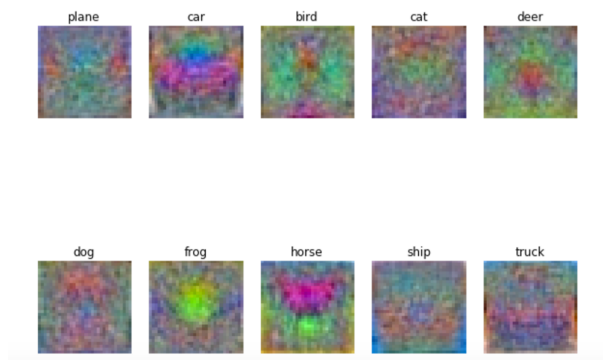 plane car bird cat deer
dog frog horse ship truck